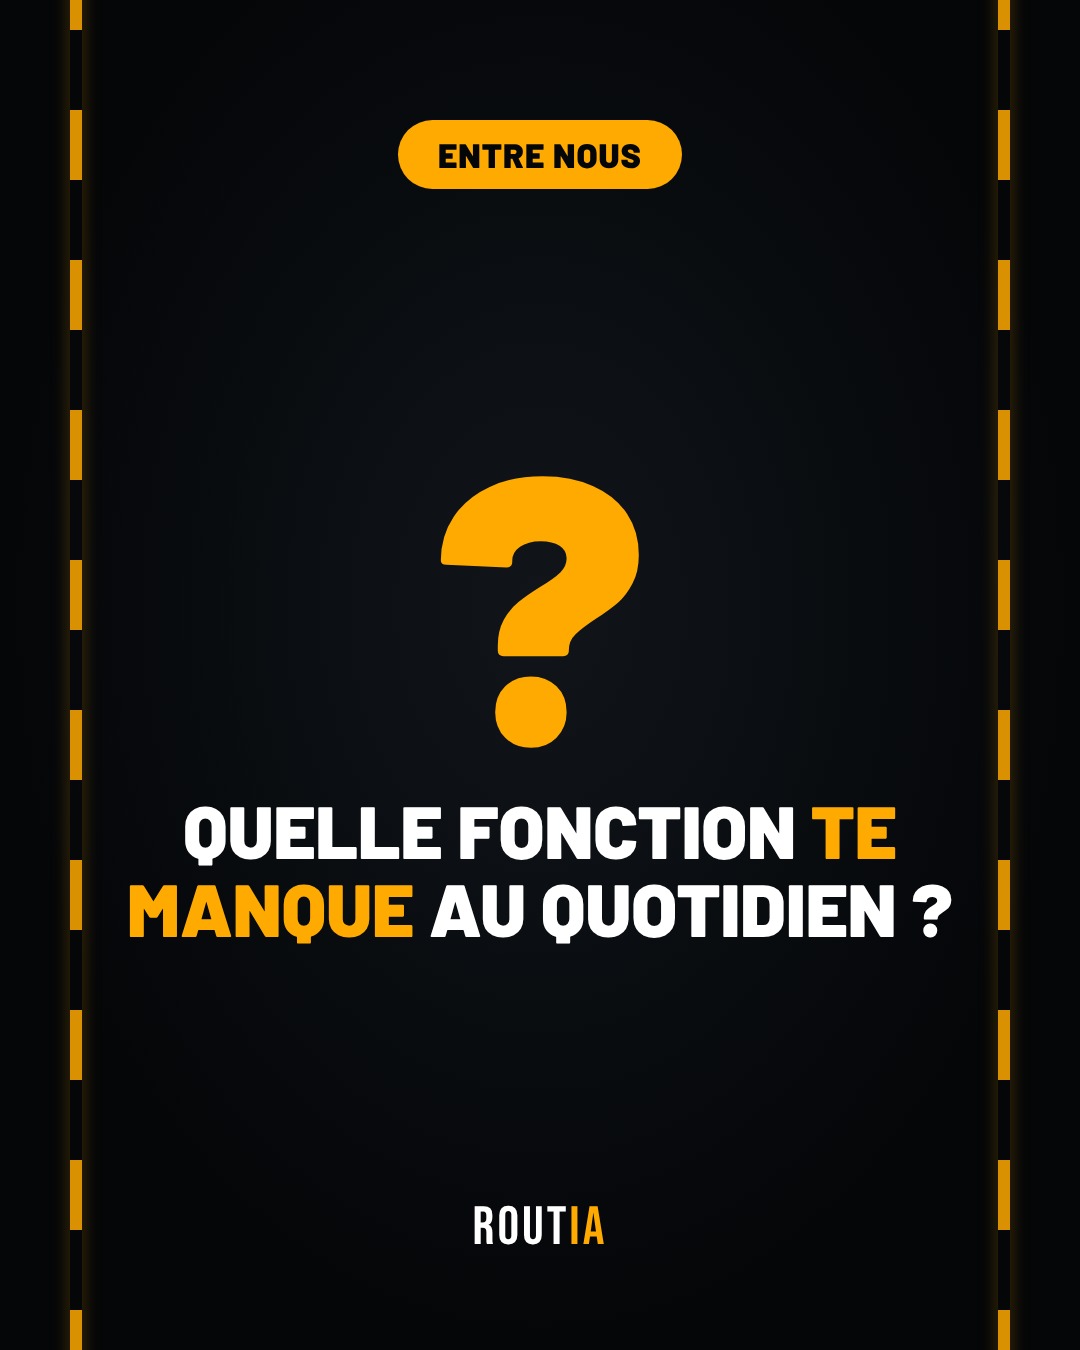 ENTRE NOUS
?
QUELLE FONCTION TE
MANQUE AU QUOTIDIEN ?
ROUTIA